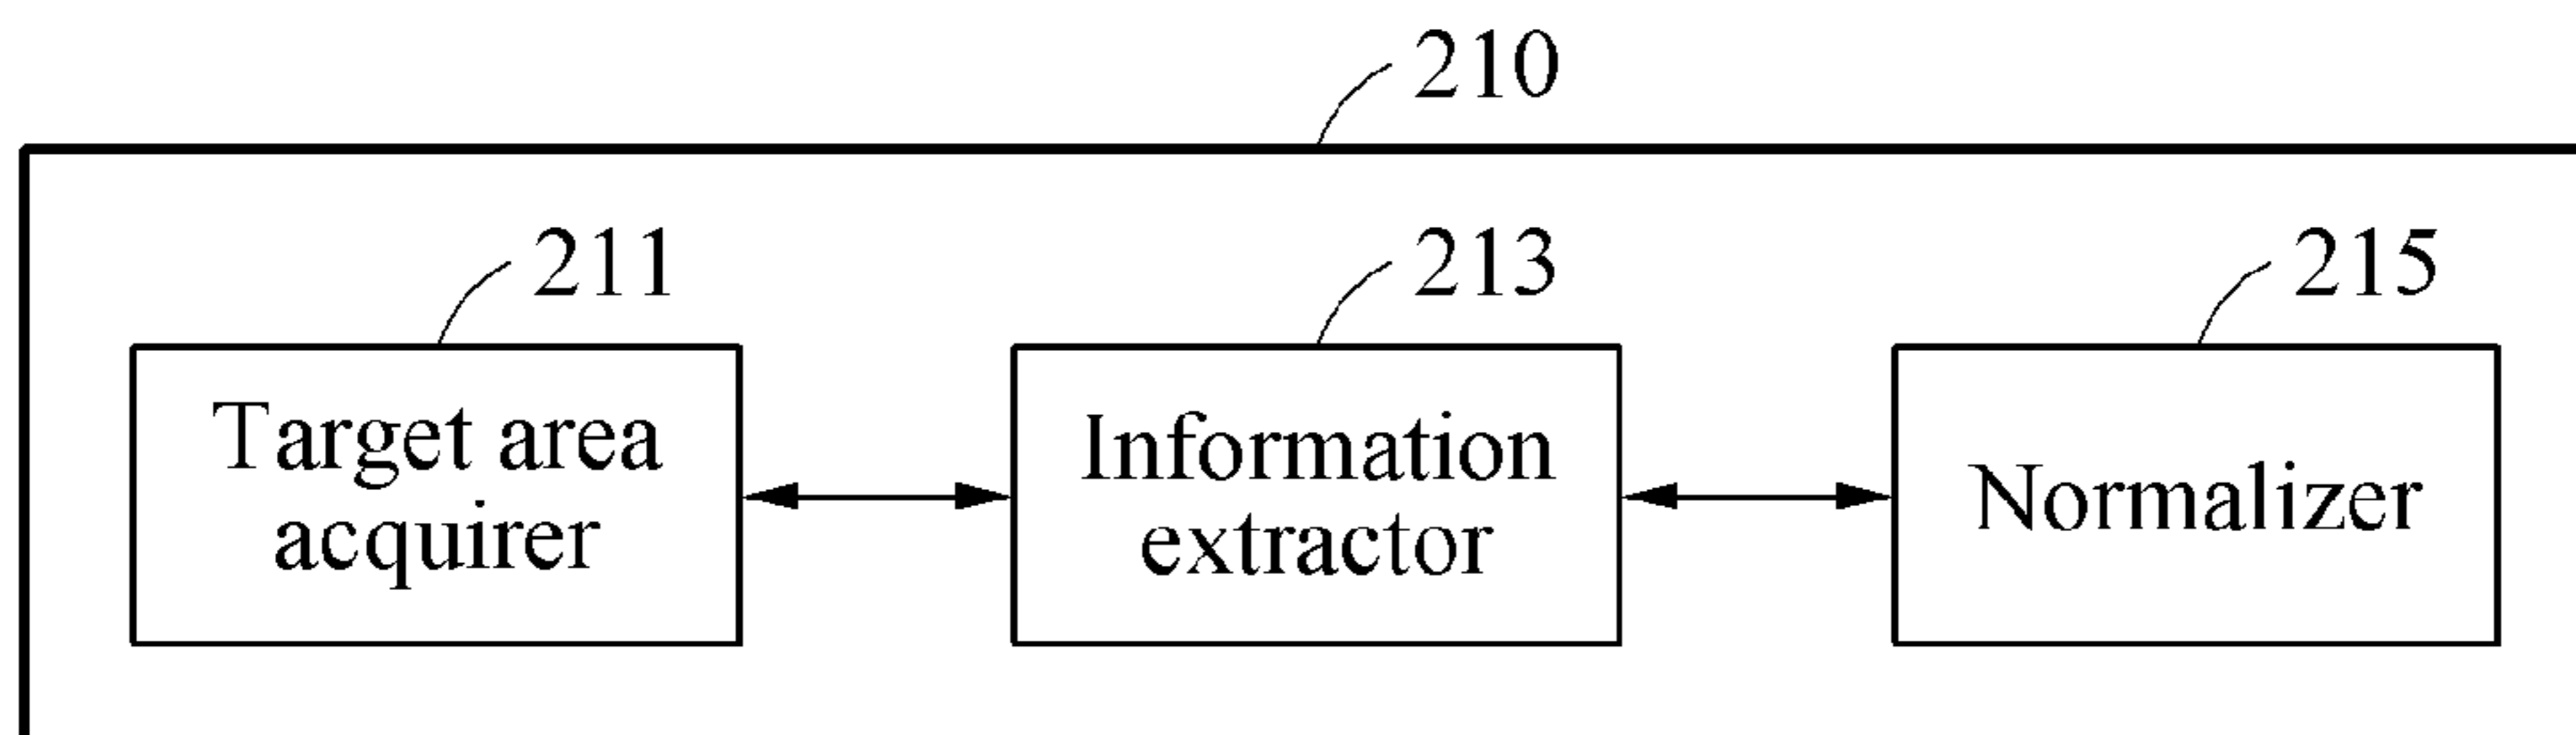 210
211
213
215
Target area
acquirer
Information
extractor
Normalizer